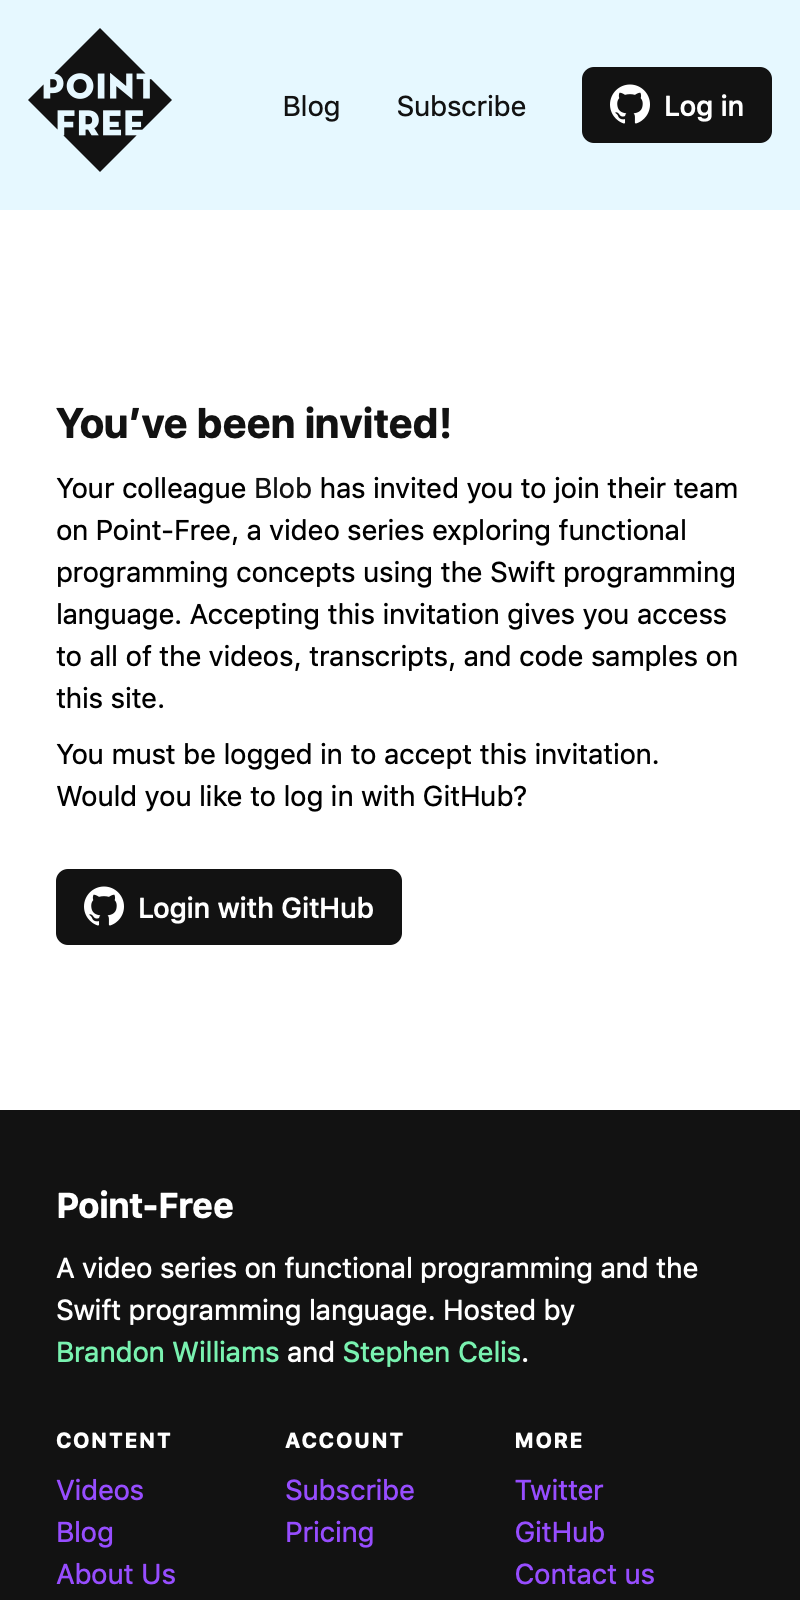 POINT
FREE
Blog
Subscribe
Log in
You’ve been invited!
Your colleague Blob has invited you to join their team
on Point-Free, a video series exploring functional
programming concepts using the Swift programming
language. Accepting this invitation gives you access
to all of the videos, transcripts, and code samples on
this site.
You must be logged in to accept this invitation.
Would you like to log in with GitHub?
Login with GitHub
Point-Free
A video series on functional programming and the
Swift programming language. Hosted by
Brandon Williams and Stephen Celis.
CONTENT
Videos
Blog
About Us
ACCOUNT
Subscribe
Pricing
MORE
Twitter
GitHub
Contact us